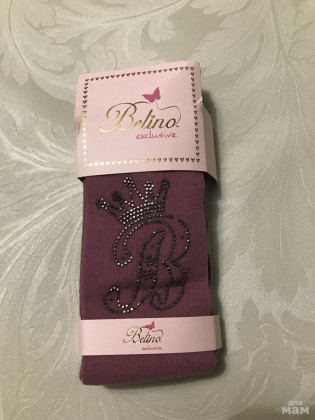 Belino
exclusive
B
Belino
exclusive
для
мам